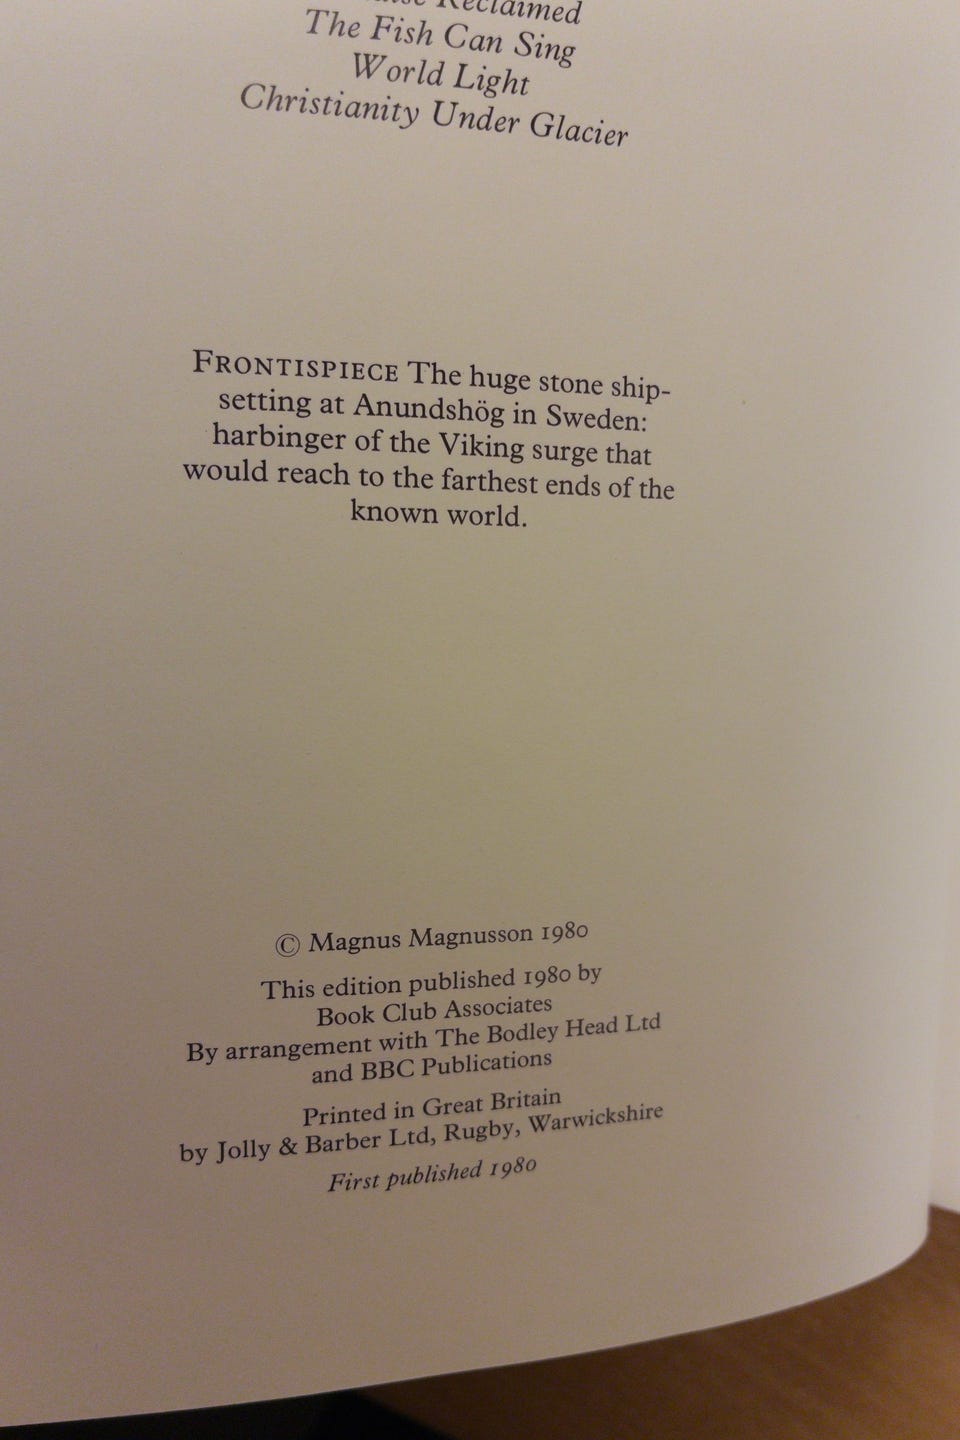 Reclaimed
The Fish Can Sing
World Light
Christianity Under Glacier
FRONTISPIECE The huge stone ship-
setting at Anundshög in Sweden:
harbinger of the Viking surge that
would reach to the farthest ends of the
known world.
© Magnus Magnusson 1980
This edition published 1980 by
Book Club Associates
By arrangement with The Bodley Head Ltd
and BBC Publications
Printed in Great Britain
by Jolly & Barber Ltd, Rugby, Warwickshire
First published 1980